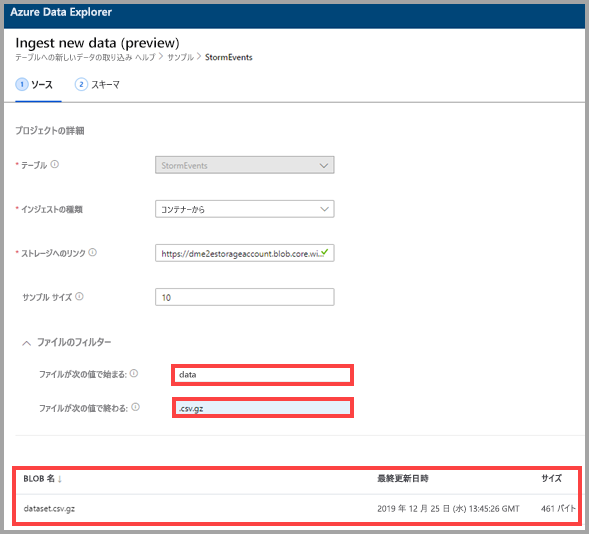 Azure Data Explorer
Ingest new data (preview)
テーブルへの新しいデータの取り込み ヘルプ > サンプル > StormEvents
1 ソース 2 スキーマ
プロジェクトの詳細
* テーブル StormEvents
* インジェストの種類 コンテナーから
* ストレージへのリンク https://dme2estorageaccount.blob.core.wi...
サンプル サイズ 10
ファイルのフィルター
ファイルが次の値で始まる: data
ファイルが次の値で終わる: .csv.gz
BLOB 名 ↓ 最終更新日時 サイズ
dataset.csv.gz 2019 年 12 月 25 日 (水) 13:45:26 GMT 461 バイト